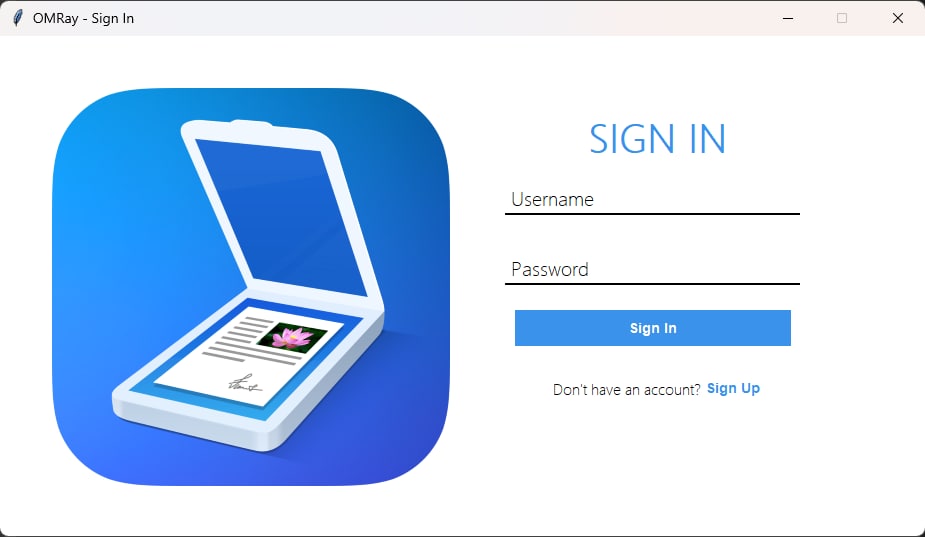 OMRay - Sign In
SIGN IN
Username
Password
Sign In
Don't have an account? Sign Up